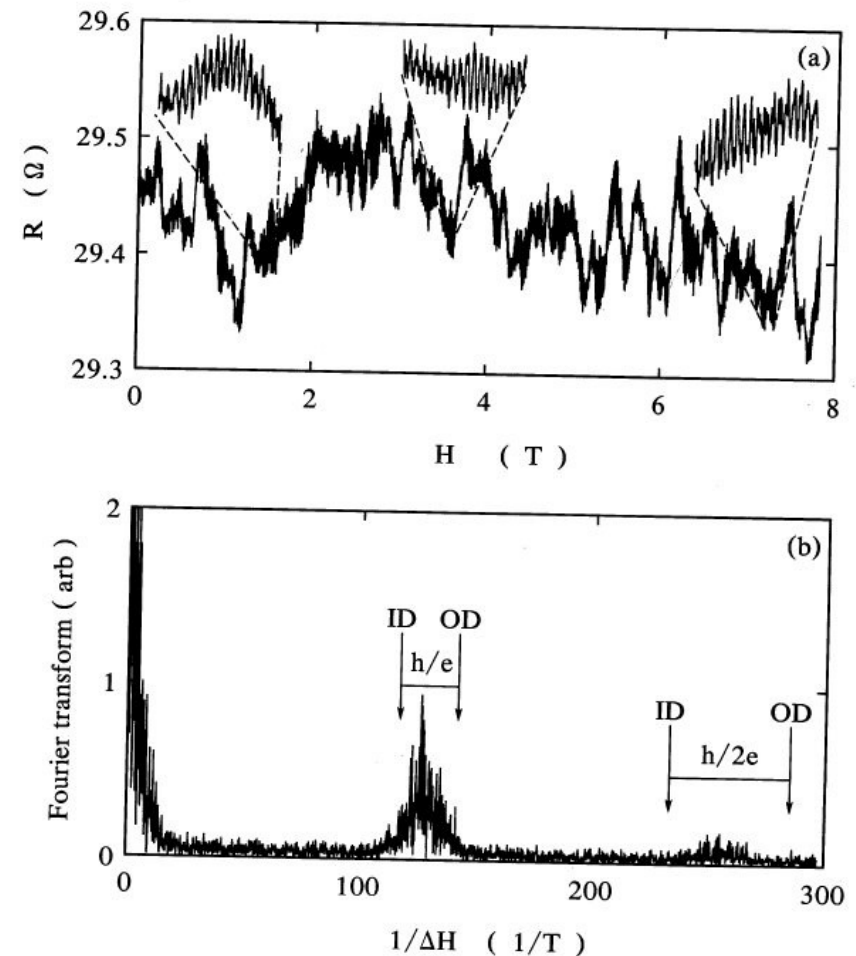 29.6
(a)
29.5
R (Ω)
29.4
29.3
0 2 4 6 8
H (T)
2
(b)
Fourier transform (arb)
ID OD
h/e
1
ID OD
h/2e
0
0 100 200 300
1/ΔH (1/T)